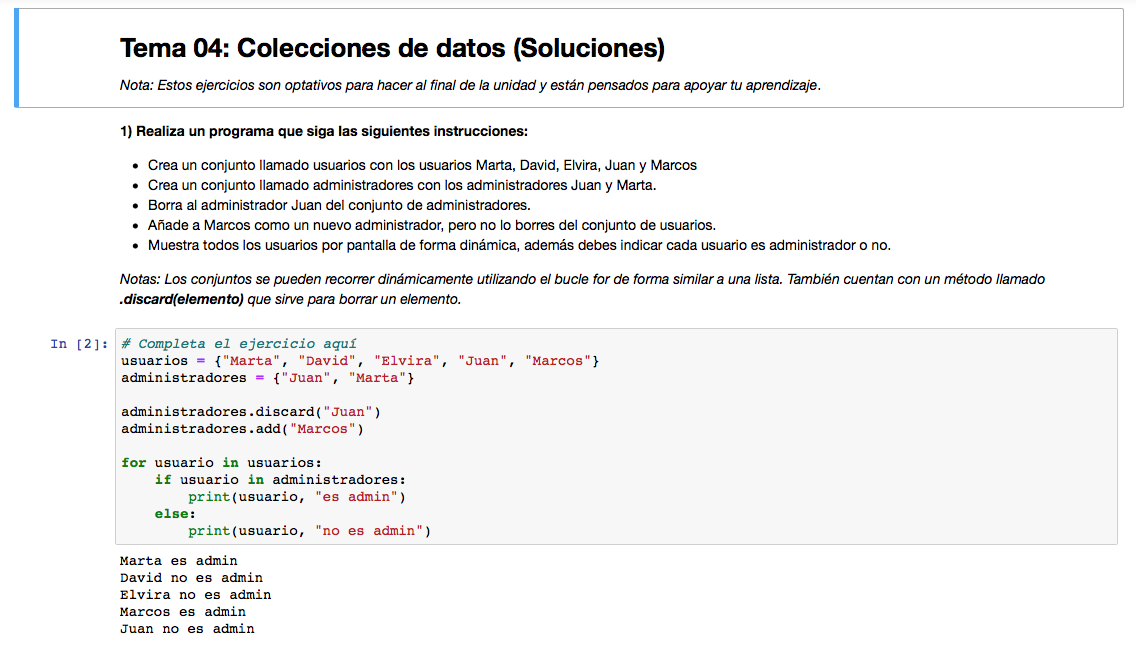 Tema 04: Colecciones de datos (Soluciones)
Nota: Estos ejercicios son optativos para hacer al final de la unidad y están pensados para apoyar tu aprendizaje.
1) Realiza un programa que siga las siguientes instrucciones:
• Crea un conjunto llamado usuarios con los usuarios Marta, David, Elvira, Juan y Marcos
• Crea un conjunto llamado administradores con los administradores Juan y Marta.
• Borra al administrador Juan del conjunto de administradores.
• Añade a Marcos como un nuevo administrador, pero no lo borres del conjunto de usuarios.
• Muestra todos los usuarios por pantalla de forma dinámica, además debes indicar cada usuario es administrador o no.
Notas: Los conjuntos se pueden recorrer dinámicamente utilizando el bucle for de forma similar a una lista. También cuentan con un método llamado
.discard(elemento) que sirve para borrar un elemento.
In [2]: # Completa el ejercicio aquí
usuarios = {"Marta", "David", "Elvira", "Juan", "Marcos"}
administradores = {"Juan", "Marta"}
administradores.discard("Juan")
administradores.add("Marcos")
for usuario in usuarios:
    if usuario in administradores:
        print(usuario, "es admin")
    else:
        print(usuario, "no es admin")
Marta es admin
David no es admin
Elvira no es admin
Marcos es admin
Juan no es admin